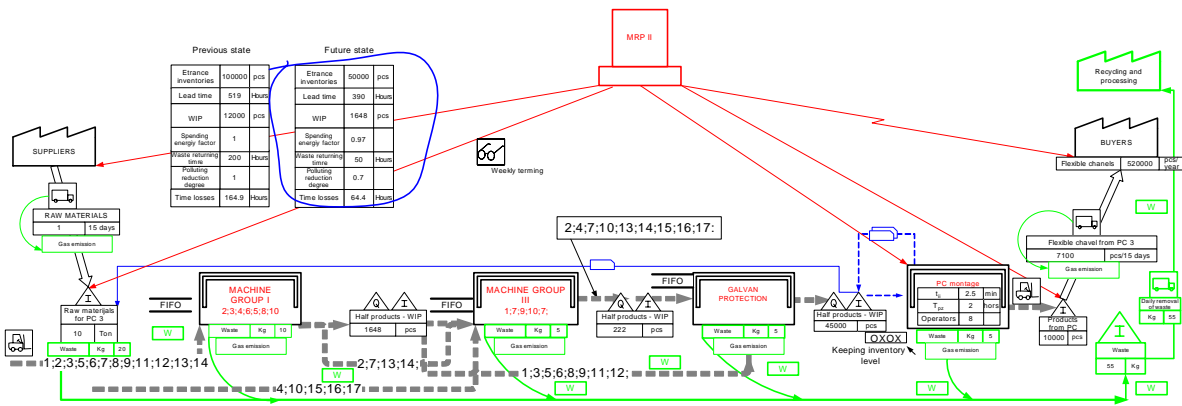 MRP II
Previous state
Future state
Etrance inventories 100000 pcs
Lead time 519 Hours
WIP 12000 pcs
Spending energiy factor 1
Waste returning timre 200 Hours
Polluting reduction degree 1
Time losses 164.9 Hours
Etrance inventories 50000 pcs
Lead time 390 Hours
WIP 1648 pcs
Spending energiy factor 0.97
Waste returning timre 50 Hours
Polluting reduction degree 0.7
Time losses 64.4 Hours
Recycling and processing
SUPPLIERS
BUYERS
Weekly terming
Flexible chanels 520000 pcs/ year
W
RAW MATERIALS
1 15 days
Gas emission
2;4;7;10;13;14;15;16;17:
Flexible chavel from PC 3
7100 pcs/15 days
Gas emission
I
Raw materijals for PC 3
10 Ton
Waste Kg 20
FIFO
W
MACHINE GROUP I
2;3;4;6;5;8;10
Waste Kg 10
Gas emission
Half products - WIP
1648 pcs
FIFO
MACHINE GROUP III
1;7;9;10;7;
Waste Kg 5
Gas emission
Q I
Half products - WIP
222 pcs
FIFO
GALVAN PROTECTION
Waste Kg 5
Gas emission
Q I
Half products - WIP
45000 pcs
OXOX
Keeping inventory level
PC montage
2.5 min
2 hors
Operators 8
Waste Kg 5
Gas emission
I
Products from PC
10000 pcs
Daily removal of waste
Kg 55
I
Waste
55 Kg
1;2;3;5;6;7;8;9;11;12;13;14
2;7;13;14;
1;3;5;6;8;9;11;12;
4;10;15;16;17
W
W
W
W
W
W